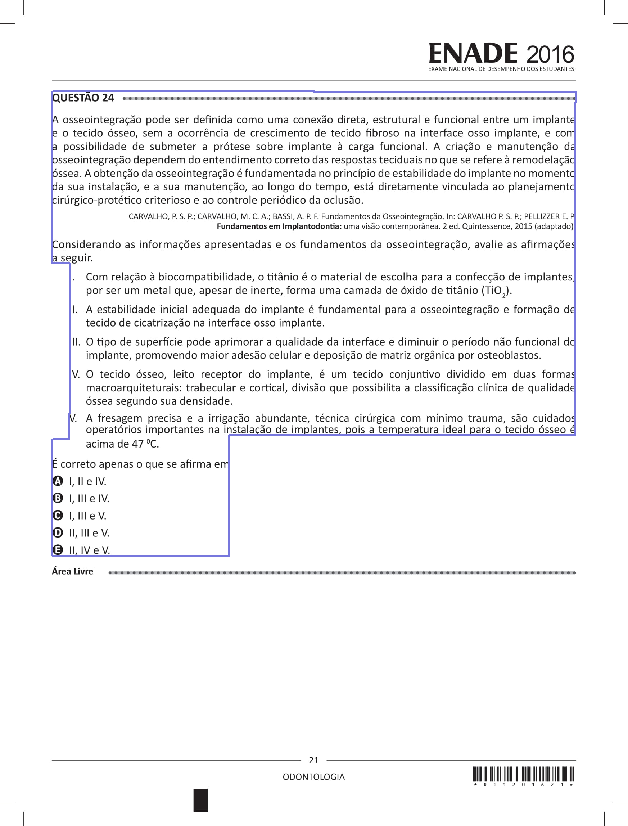 ENADE 2016
EXAME NACIONAL DE DESEMPENHO DOS ESTUDANTES
QUESTÃO 24
A osseointegração pode ser definida como uma conexão direta, estrutural e funcional entre um implante
e o tecido ósseo, sem a ocorrência de crescimento de tecido fibroso na interface osso implante, e com
a possibilidade de submeter a prótese sobre implante à carga funcional. A criação e manutenção da
osseointegração dependem do entendimento correto das respostas teciduais no que se refere à remodelação
óssea. A obtenção da osseointegração é fundamentada no princípio de estabilidade do implante no momento
da sua instalação, e a sua manutenção, ao longo do tempo, está diretamente vinculada ao planejamento
cirúrgico-protético criterioso e ao controle periódico da oclusão.
CARVALHO, P. S. P.; CARVALHO, M. C. A.; BASSI, A. P. F. Fundamentos da Osseointegração. In: CARVALHO P. S. P.; PELLIZZER E. P.
Fundamentos em Implantodontia: uma visão contemporânea. 2 ed. Quintessence, 2015 (adaptado).
Considerando as informações apresentadas e os fundamentos da osseointegração, avalie as afirmações
a seguir.
I. Com relação à biocompatibilidade, o titânio é o material de escolha para a confecção de implantes,
por ser um metal que, apesar de inerte, forma uma camada de óxido de titânio (TiO₂).
II. A estabilidade inicial adequada do implante é fundamental para a osseointegração e formação de
tecido de cicatrização na interface osso implante.
III. O tipo de superfície pode aprimorar a qualidade da interface e diminuir o período não funcional do
implante, promovendo maior adesão celular e deposição de matriz orgânica por osteoblastos.
IV. O tecido ósseo, leito receptor do implante, é um tecido conjuntivo dividido em duas formas
macroarquiteturais: trabecular e cortical, divisão que possibilita a classificação clínica de qualidade
óssea segundo sua densidade.
V. A fresagem precisa e a irrigação abundante, técnica cirúrgica com mínimo trauma, são cuidados
operatórios importantes na instalação de implantes, pois a temperatura ideal para o tecido ósseo é
acima de 47 ⁰C.
É correto apenas o que se afirma em
A I, II e IV.
B I, III e IV.
C I, III e V.
D II, III e V.
E II, IV e V.
Área Livre
21
ODONTOLOGIA